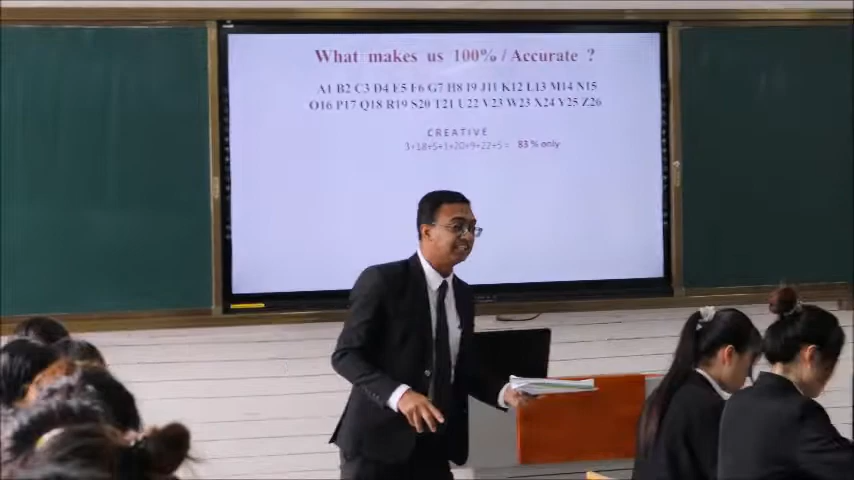 What makes us 100% / Accurate ?
A1 B2 C3 D4 E5 F6 G7 H8 I9 J11 K12 L13 M14 N15
O16 P17 Q18 R19 S20 T21 U22 V23 W23 X24 Y25 Z26
CREATIVE
3+18+5+1+20+9+22+5 = 83 % only